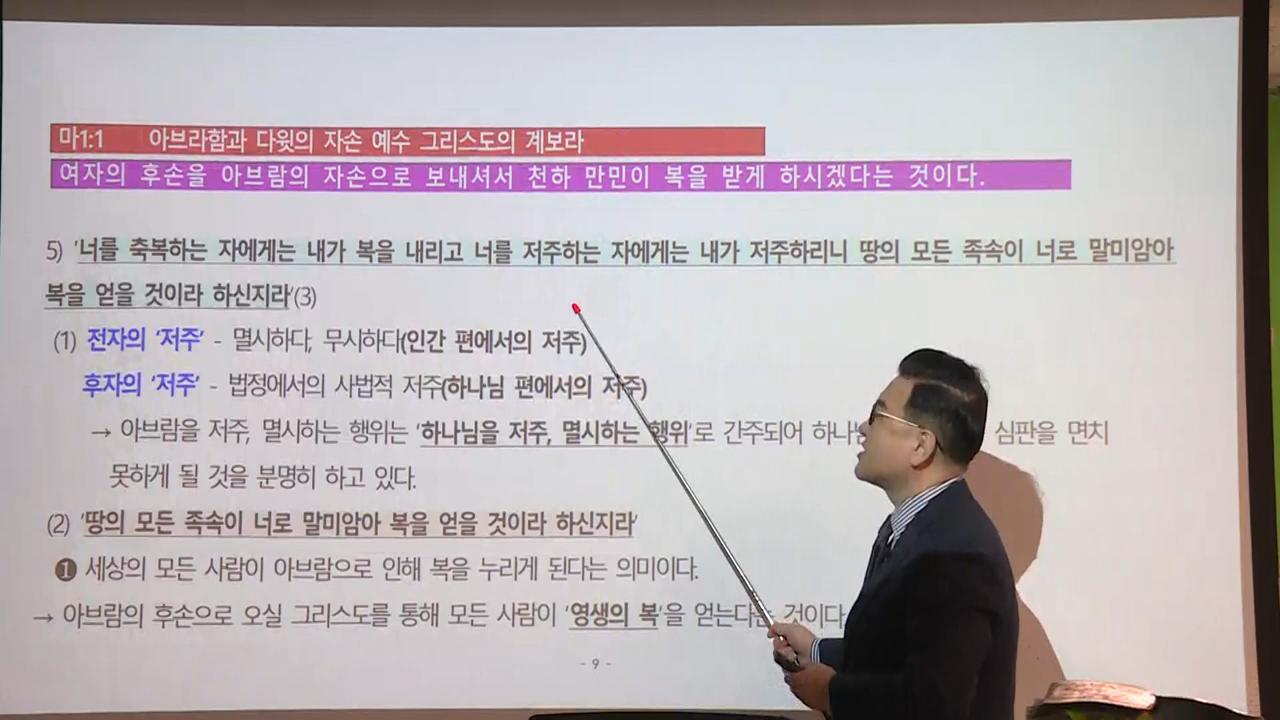 마1:1 아브라함과 다윗의 자손 예수 그리스도의 계보라
여자의 후손을 아브람의 자손으로 보내셔서 천하 만민이 복을 받게 하시겠다는 것이다.
5) '너를 축복하는 자에게는 내가 복을 내리고 너를 저주하는 자에게는 내가 저주하리니 땅의 모든 족속이 너로 말미암아
복을 얻을 것이라 하신지라'(3)
(1) 전자의 '저주' - 멸시하다, 무시하다(인간 편에서의 저주)
후자의 '저주' - 법정에서의 사법적 저주(하나님 편에서의 저주)
→ 아브람을 저주, 멸시하는 행위는 '하나님을 저주, 멸시하는 행위'로 간주되어 심판을 면치
못하게 될 것을 분명히 하고 있다.
(2) '땅의 모든 족속이 너로 말미암아 복을 얻을 것이라 하신지라'
❶ 세상의 모든 사람이 아브람으로 인해 복을 누리게 된다는 의미이다.
→ 아브람의 후손으로 오실 그리스도를 통해 모든 사람이 '영생의 복'을 얻는다는 것이다
- 9 -